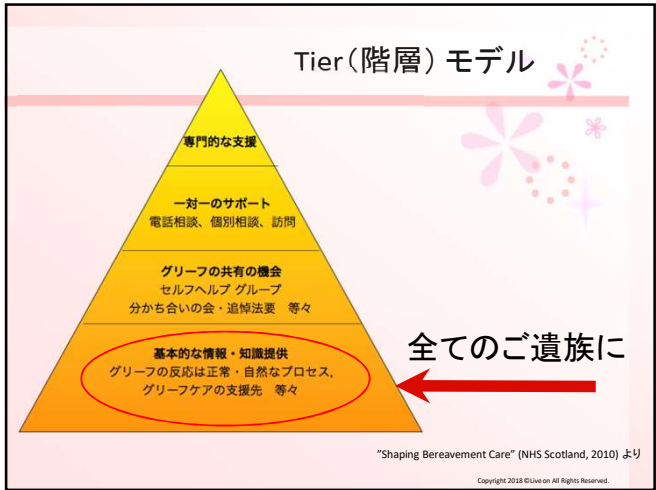 Tier（階層）モデル
専門的な支援
一対一のサポート
電話相談、個別相談、訪問
グリーフの共有の機会
セルフヘルプ グループ
分かち合いの会・追悼法要　等々
基本的な情報・知識提供
グリーフの反応は正常・自然なプロセス,
グリーフケアの支援先　等々
全てのご遺族に
”Shaping Bereavement Care” (NHS Scotland, 2010) より
Copyright 2018 ©Live on All Rights Reserved.